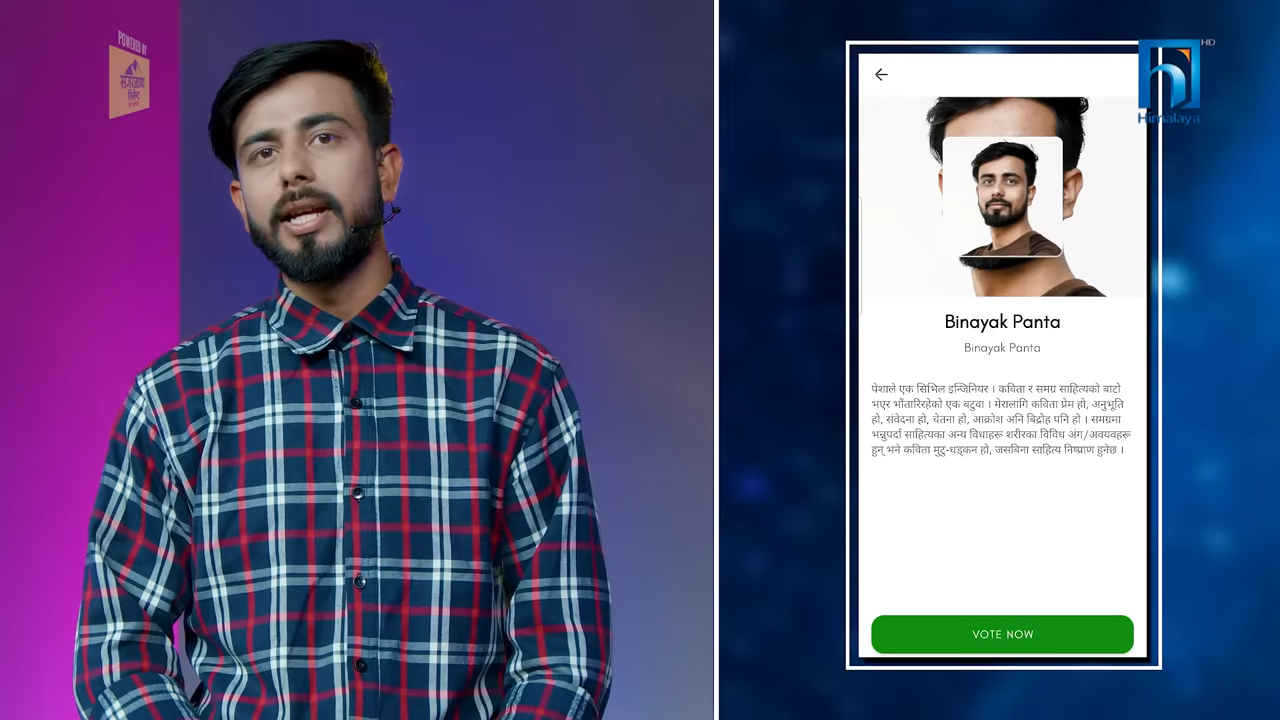 POWERED BY
HD
Himalaya
Binayak Panta
Binayak Panta
पेशाले एक सिभिल इन्जिनियर । कविता र समग्र साहित्यको बाटो
भएर भौंतारिरहेको एक बटुवा । मेरालागि कविता प्रेम हो, अनुभूति
हो, संवेदना हो, चेतना हो, आक्रोश अनि बिद्रोह पनि हो । समग्रमा
भन्नुपर्दा साहित्यका अन्य विधाहरू शरीरका विविध अंग/अवयवहरू
हुन् भने कविता मुटु-धड्कन हो, जसबिना साहित्य निष्प्राण हुनेछ ।
VOTE NOW